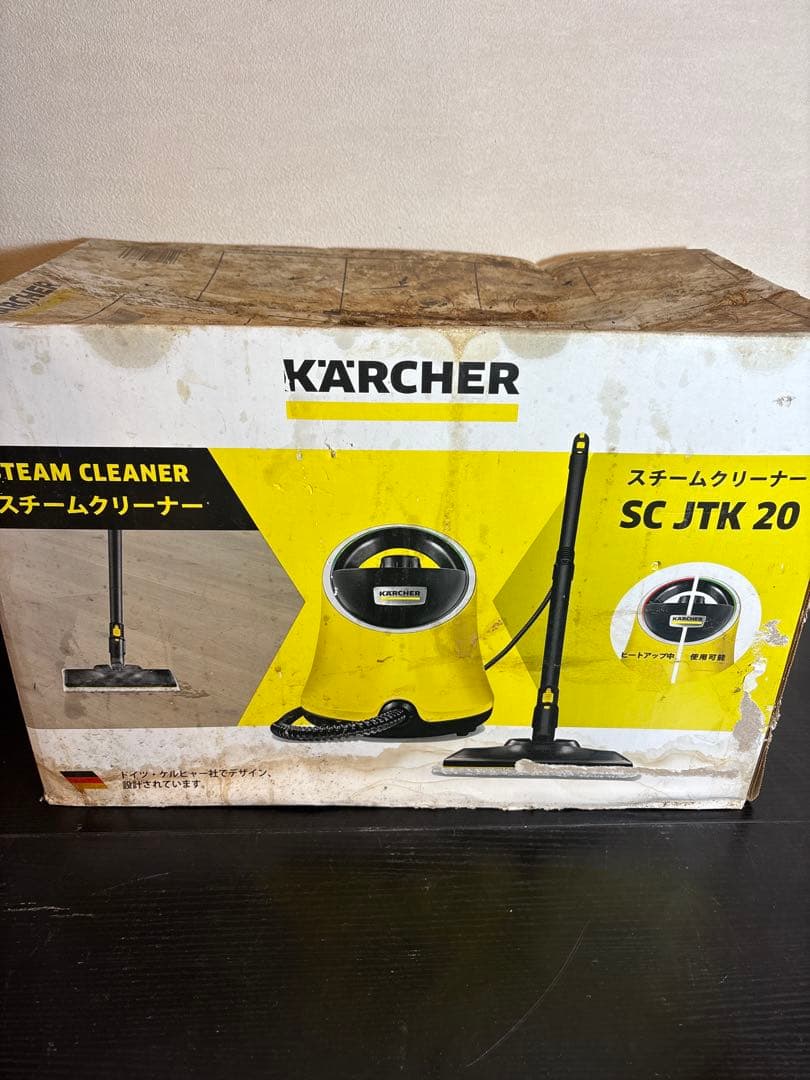 ARCHER
KÄRCHER
STEAM CLEANER
スチームクリーナー
スチームクリーナー
SC JTK 20
KÄRCHER
KÄRCHER
ヒートアップ中
使用可能
ドイツ・ケルヒャー社でデザイン、
設計されています。